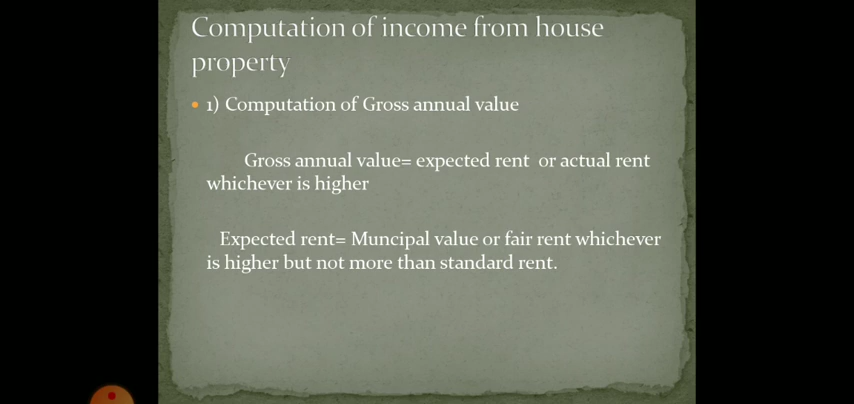 Computation of income from house
property
1) Computation of Gross annual value
Gross annual value= expected rent or actual rent
whichever is higher
Expected rent= Muncipal value or fair rent whichever
is higher but not more than standard rent.